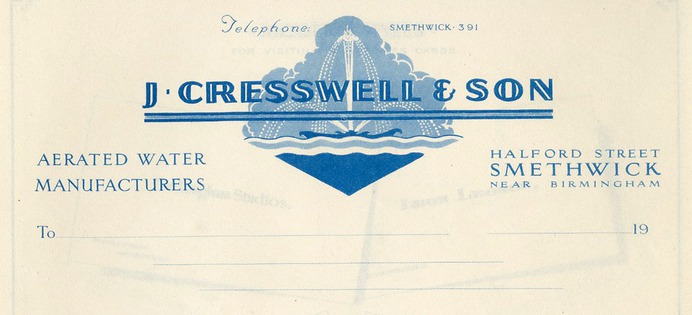 Telephone: SMETHWICK·391
J·CRESSWELL & SON
AERATED WATER
MANUFACTURERS
HALFORD STREET
SMETHWICK
NEAR BIRMINGHAM
To 19